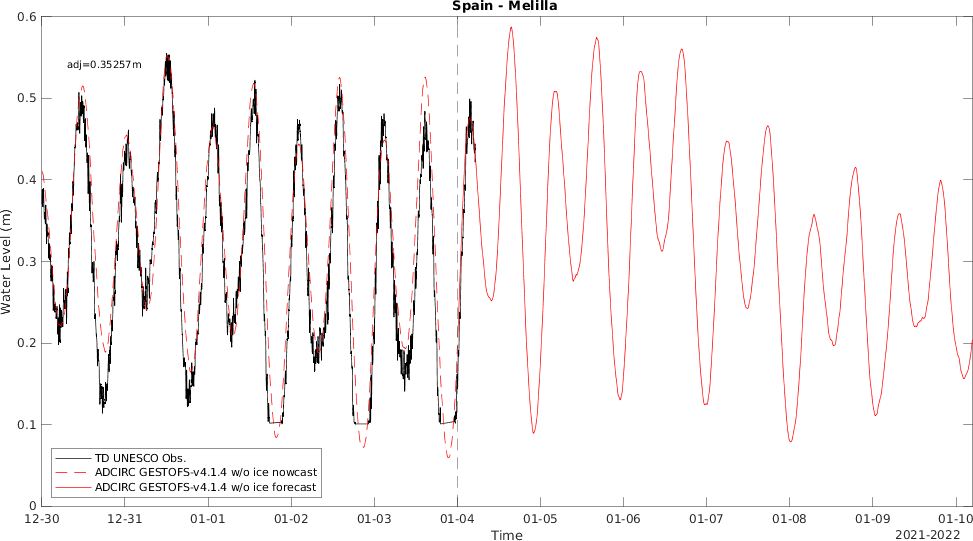 Spain - Melilla
adj=0.35257m
0.6
0.5
0.4
0.3
0.2
0.1
0
Water Level (m)
TD UNESCO Obs.
ADCIRC GESTOFS-v4.1.4 w/o ice nowcast
ADCIRC GESTOFS-v4.1.4 w/o ice forecast
12-30 12-31 01-01 01-02 01-03 01-04 01-05 01-06 01-07 01-08 01-09 01-10
Time
2021-2022